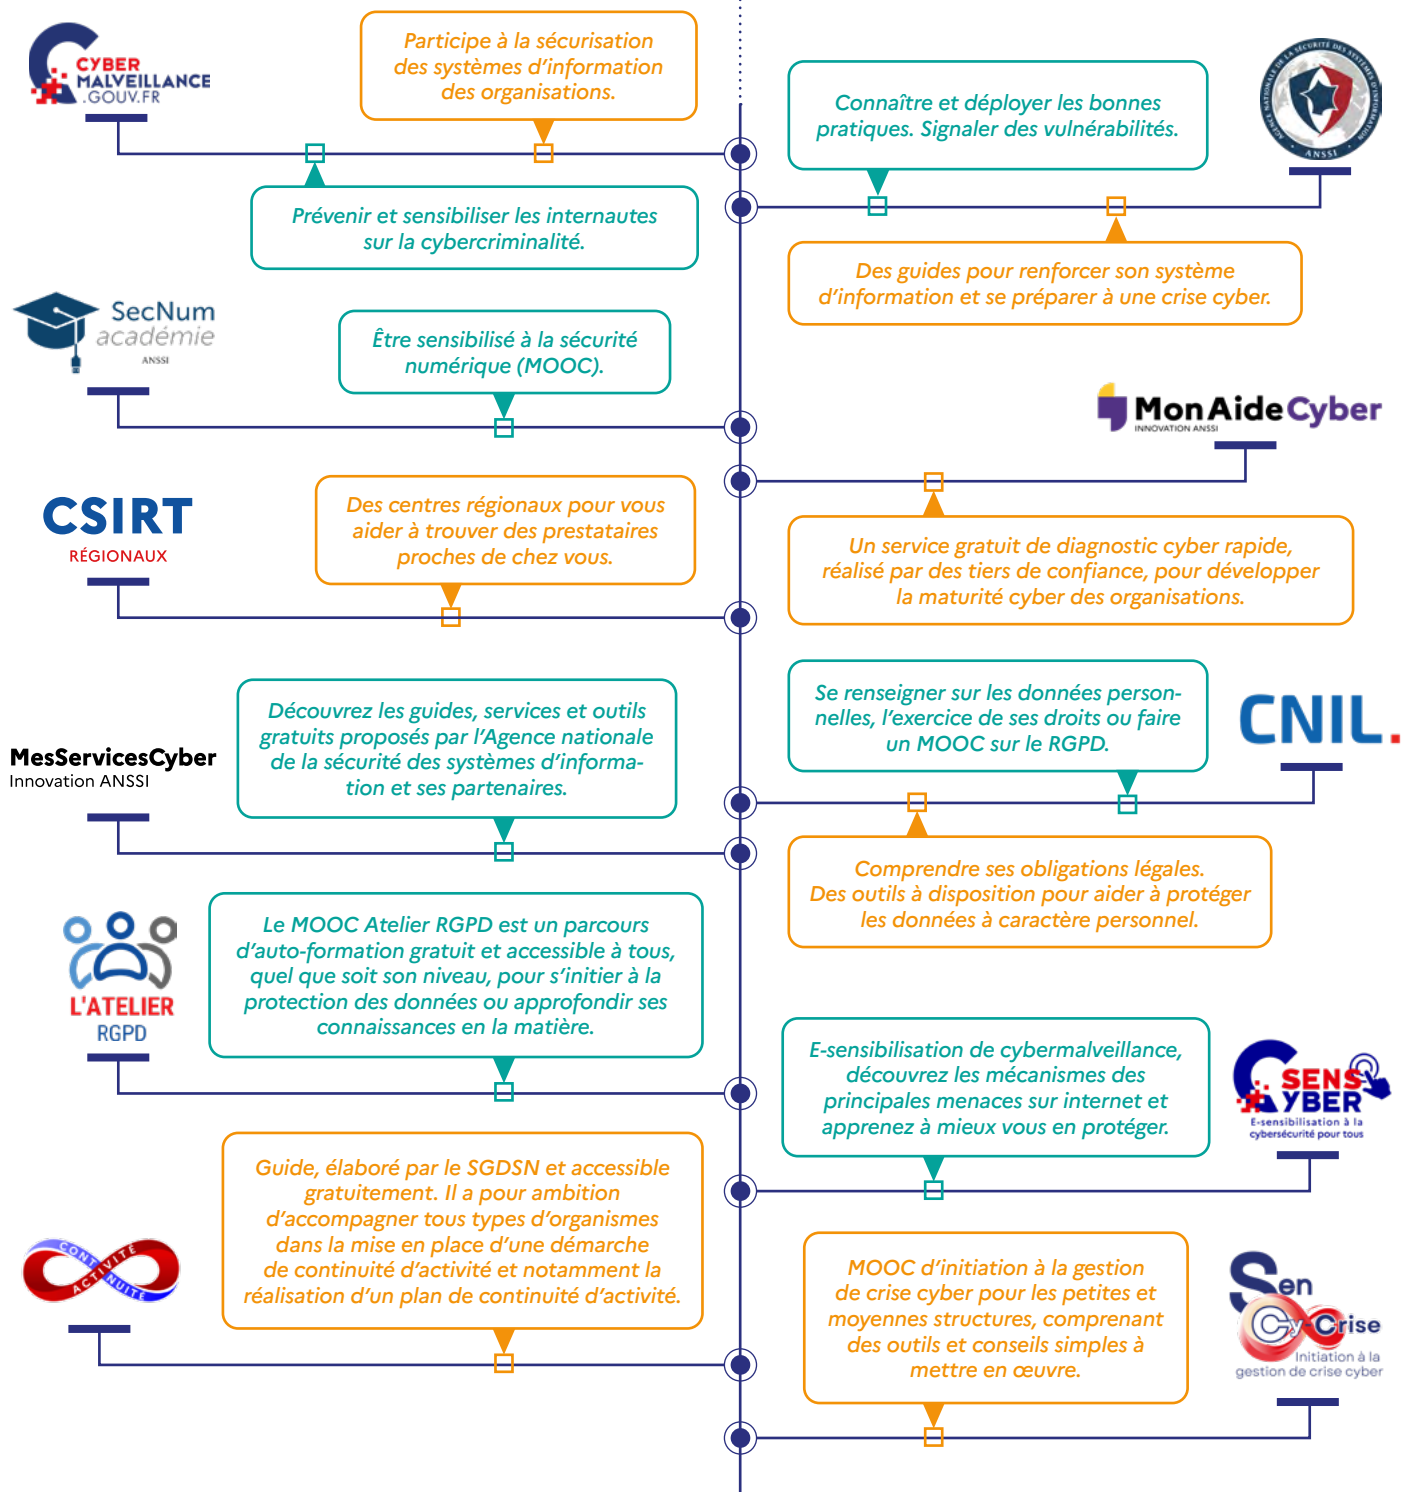 CYBER
MALVEILLANCE
.GOUV.FR
Participe à la sécurisation
des systèmes d'information
des organisations.
Prévenir et sensibiliser les internautes
sur la cybercriminalité.
Connaître et déployer les bonnes
pratiques. Signaler des vulnérabilités.
AGENCE NATIONALE DE LA SÉCURITÉ DES SYSTÈMES D'INFORMATION
ANSSI
Des guides pour renforcer son système
d'information et se préparer à une crise cyber.
SecNum
académie
ANSSI
Être sensibilisé à la sécurité
numérique (MOOC).
MonAideCyber
INNOVATION ANSSI
Un service gratuit de diagnostic cyber rapide,
réalisé par des tiers de confiance, pour développer
la maturité cyber des organisations.
CSIRT
RÉGIONAUX
Des centres régionaux pour vous
aider à trouver des prestataires
proches de chez vous.
Se renseigner sur les données person-
nelles, l'exercice de ses droits ou faire
un MOOC sur le RGPD.
CNIL.
Comprendre ses obligations légales.
Des outils à disposition pour aider à protéger
les données à caractère personnel.
MesServicesCyber
Innovation ANSSI
Découvrez les guides, services et outils
gratuits proposés par l'Agence nationale
de la sécurité des systèmes d'informa-
tion et ses partenaires.
L'ATELIER
RGPD
Le MOOC Atelier RGPD est un parcours
d'auto-formation gratuit et accessible à tous,
quel que soit son niveau, pour s'initier à la
protection des données ou approfondir ses
connaissances en la matière.
E-sensibilisation de cybermalveillance,
découvrez les mécanismes des
principales menaces sur internet et
apprenez à mieux vous en protéger.
SENS
CYBER
E-sensibilisation à la
cybersécurité pour tous
CONTINUITÉ
ACTIVITÉ
Guide, élaboré par le SGDSN et accessible
gratuitement. Il a pour ambition
d'accompagner tous types d'organismes
dans la mise en place d'une démarche
de continuité d'activité et notamment la
réalisation d'un plan de continuité d'activité.
MOOC d'initiation à la gestion
de crise cyber pour les petites et
moyennes structures, comprenant
des outils et conseils simples à
mettre en œuvre.
Sen
Cy-Crise
Initiation à la
gestion de crise cyber